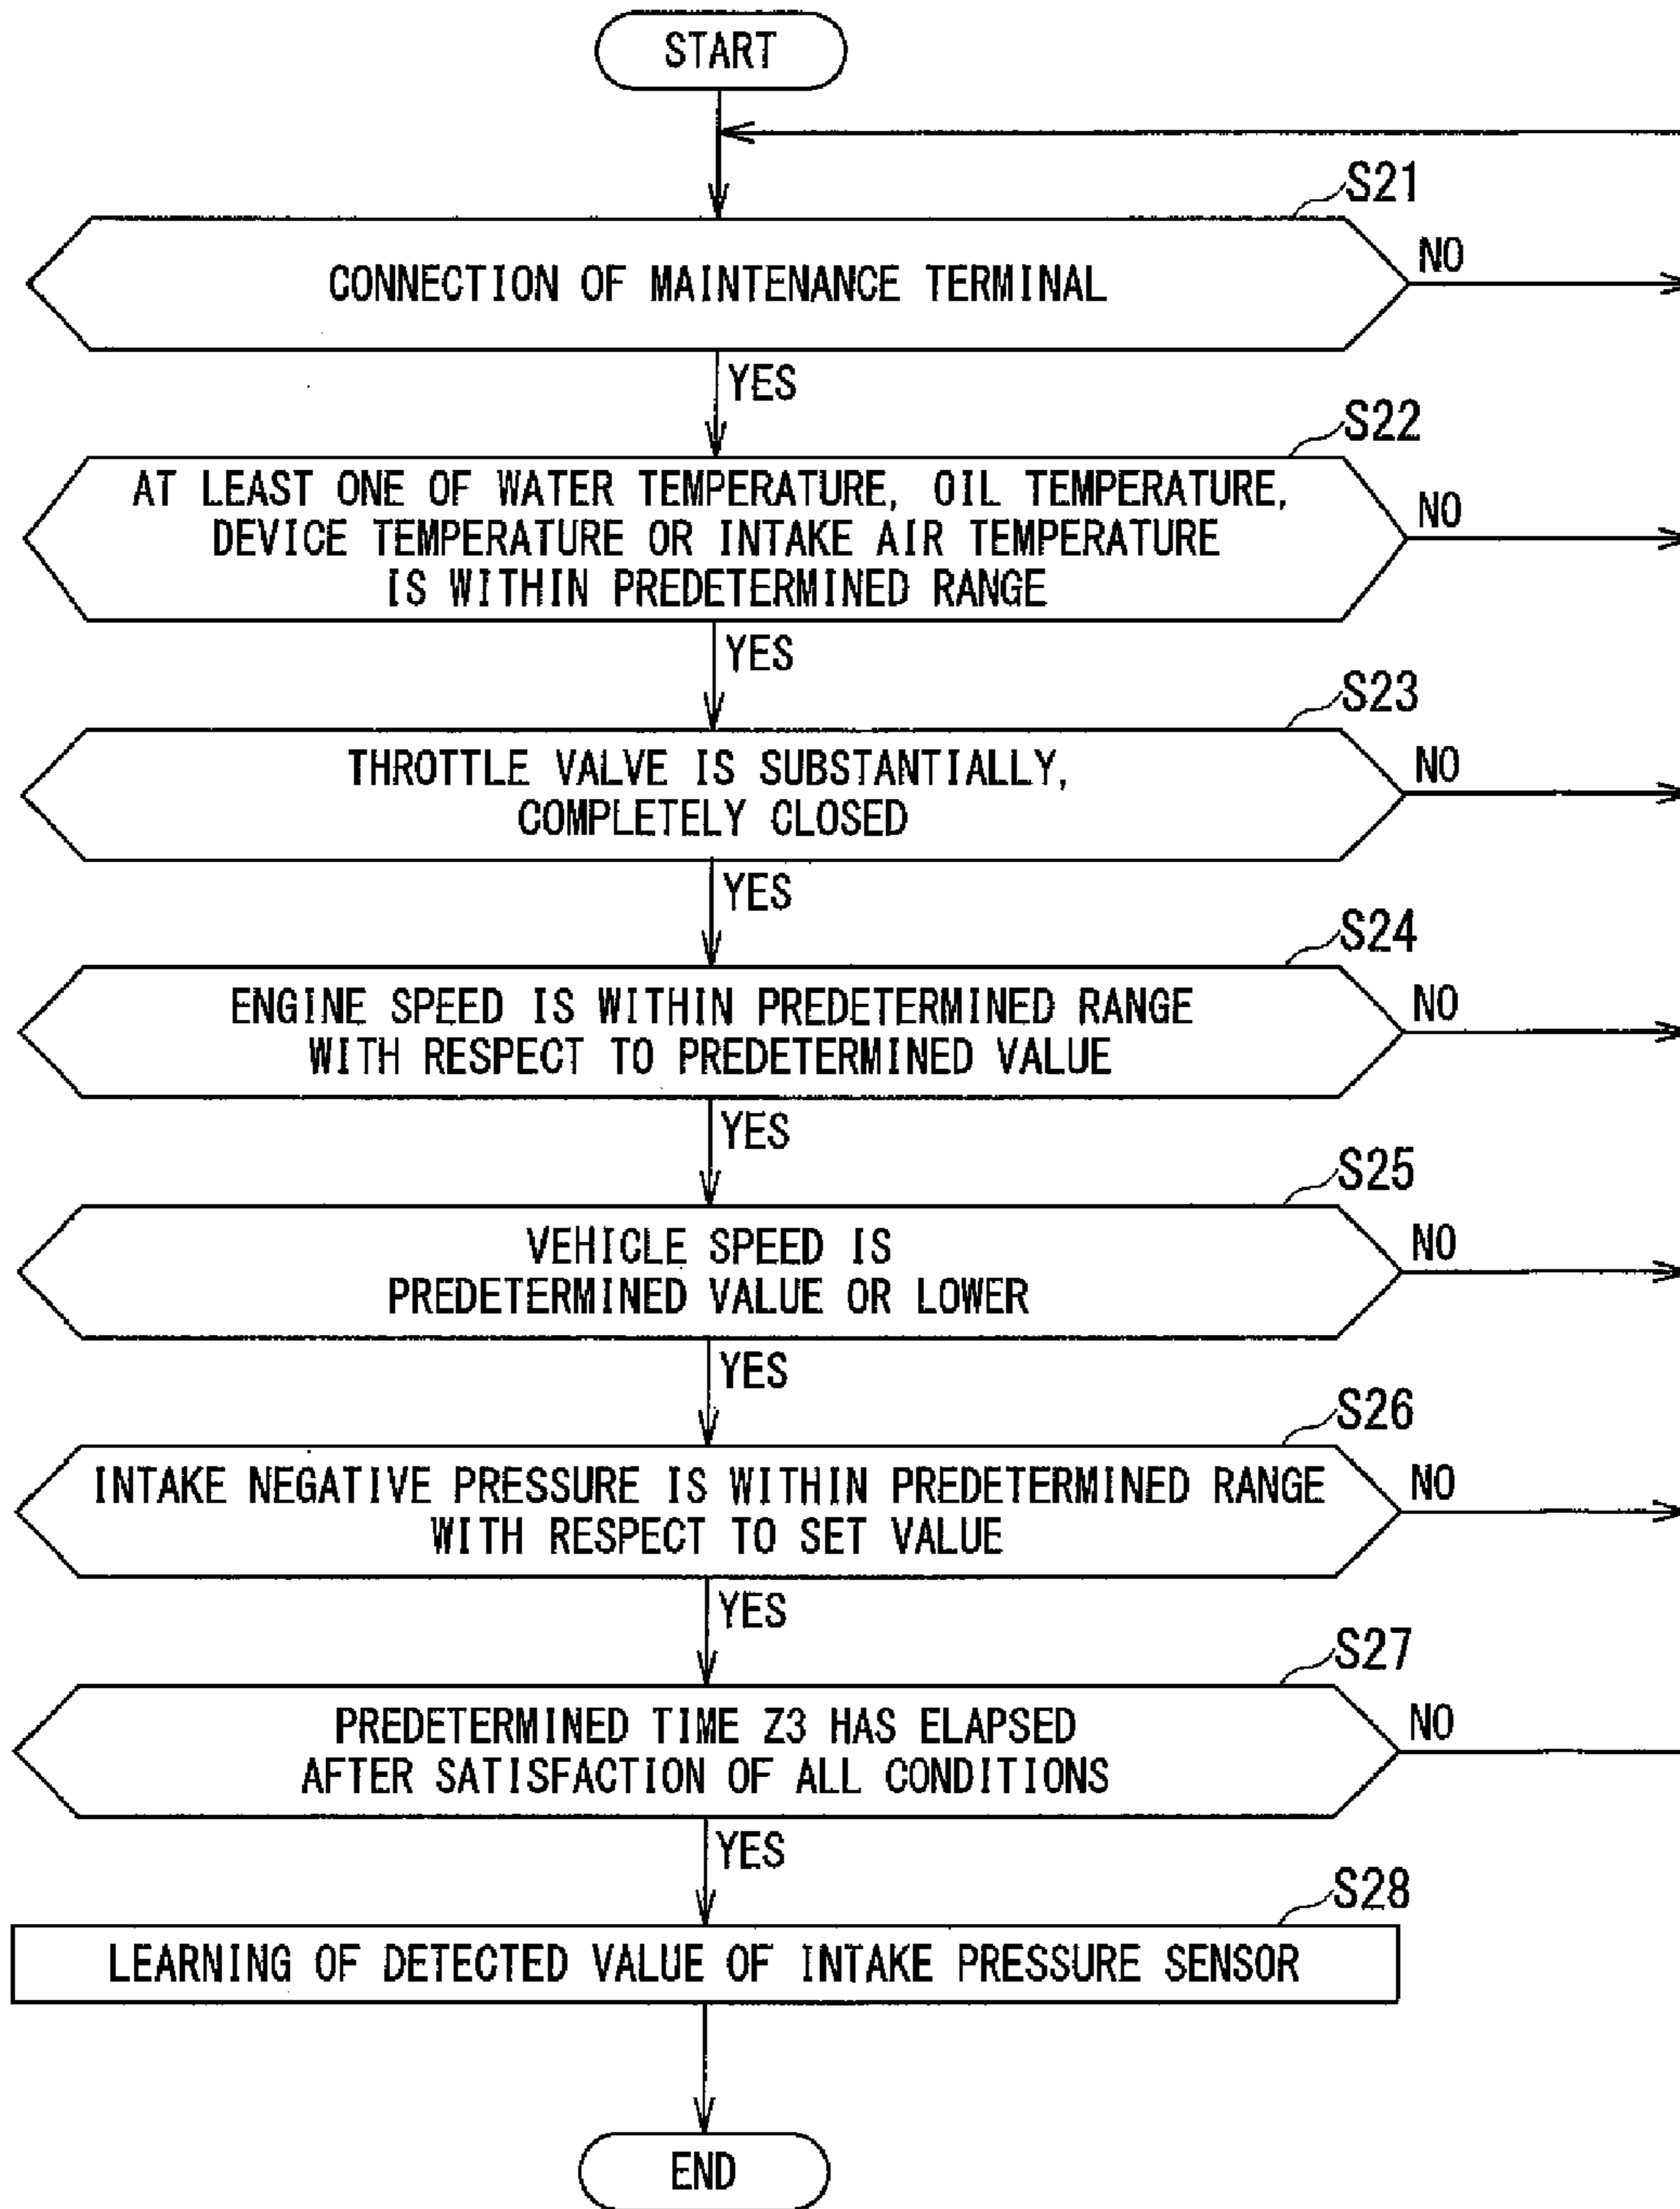 START
S21
CONNECTION OF MAINTENANCE TERMINAL
NO
YES
S22
AT LEAST ONE OF WATER TEMPERATURE, OIL TEMPERATURE,
DEVICE TEMPERATURE OR INTAKE AIR TEMPERATURE
IS WITHIN PREDETERMINED RANGE
NO
YES
S23
THROTTLE VALVE IS SUBSTANTIALLY,
COMPLETELY CLOSED
NO
YES
S24
ENGINE SPEED IS WITHIN PREDETERMINED RANGE
WITH RESPECT TO PREDETERMINED VALUE
NO
YES
S25
VEHICLE SPEED IS
PREDETERMINED VALUE OR LOWER
NO
YES
S26
INTAKE NEGATIVE PRESSURE IS WITHIN PREDETERMINED RANGE
WITH RESPECT TO SET VALUE
NO
YES
S27
PREDETERMINED TIME Z3 HAS ELAPSED
AFTER SATISFACTION OF ALL CONDITIONS
NO
YES
S28
LEARNING OF DETECTED VALUE OF INTAKE PRESSURE SENSOR
END